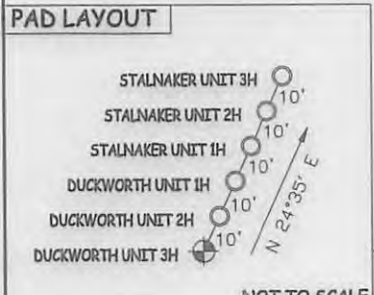 PAD LAYOUT
STALNAKER UNIT 3H
10'
STALNAKER UNIT 2H
10'
STALNAKER UNIT 1H
10'
DUCKWORTH UNIT 1H
10'
DUCKWORTH UNIT 2H
10'
DUCKWORTH UNIT 3H
N 24°35' E
NOT TO SCALE